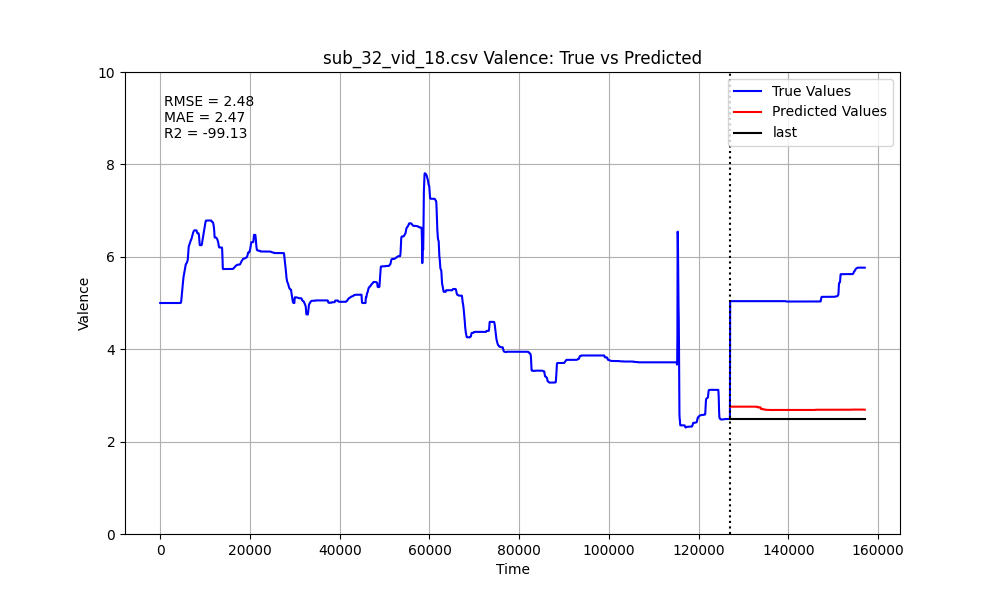 sub_32_vid_18.csv Valence: True vs Predicted
RMSE = 2.48
MAE = 2.47
R2 = -99.13
True Values
Predicted Values
last
Valence
10
8
6
4
2
0
0 20000 40000 60000 80000 100000 120000 140000 160000
Time